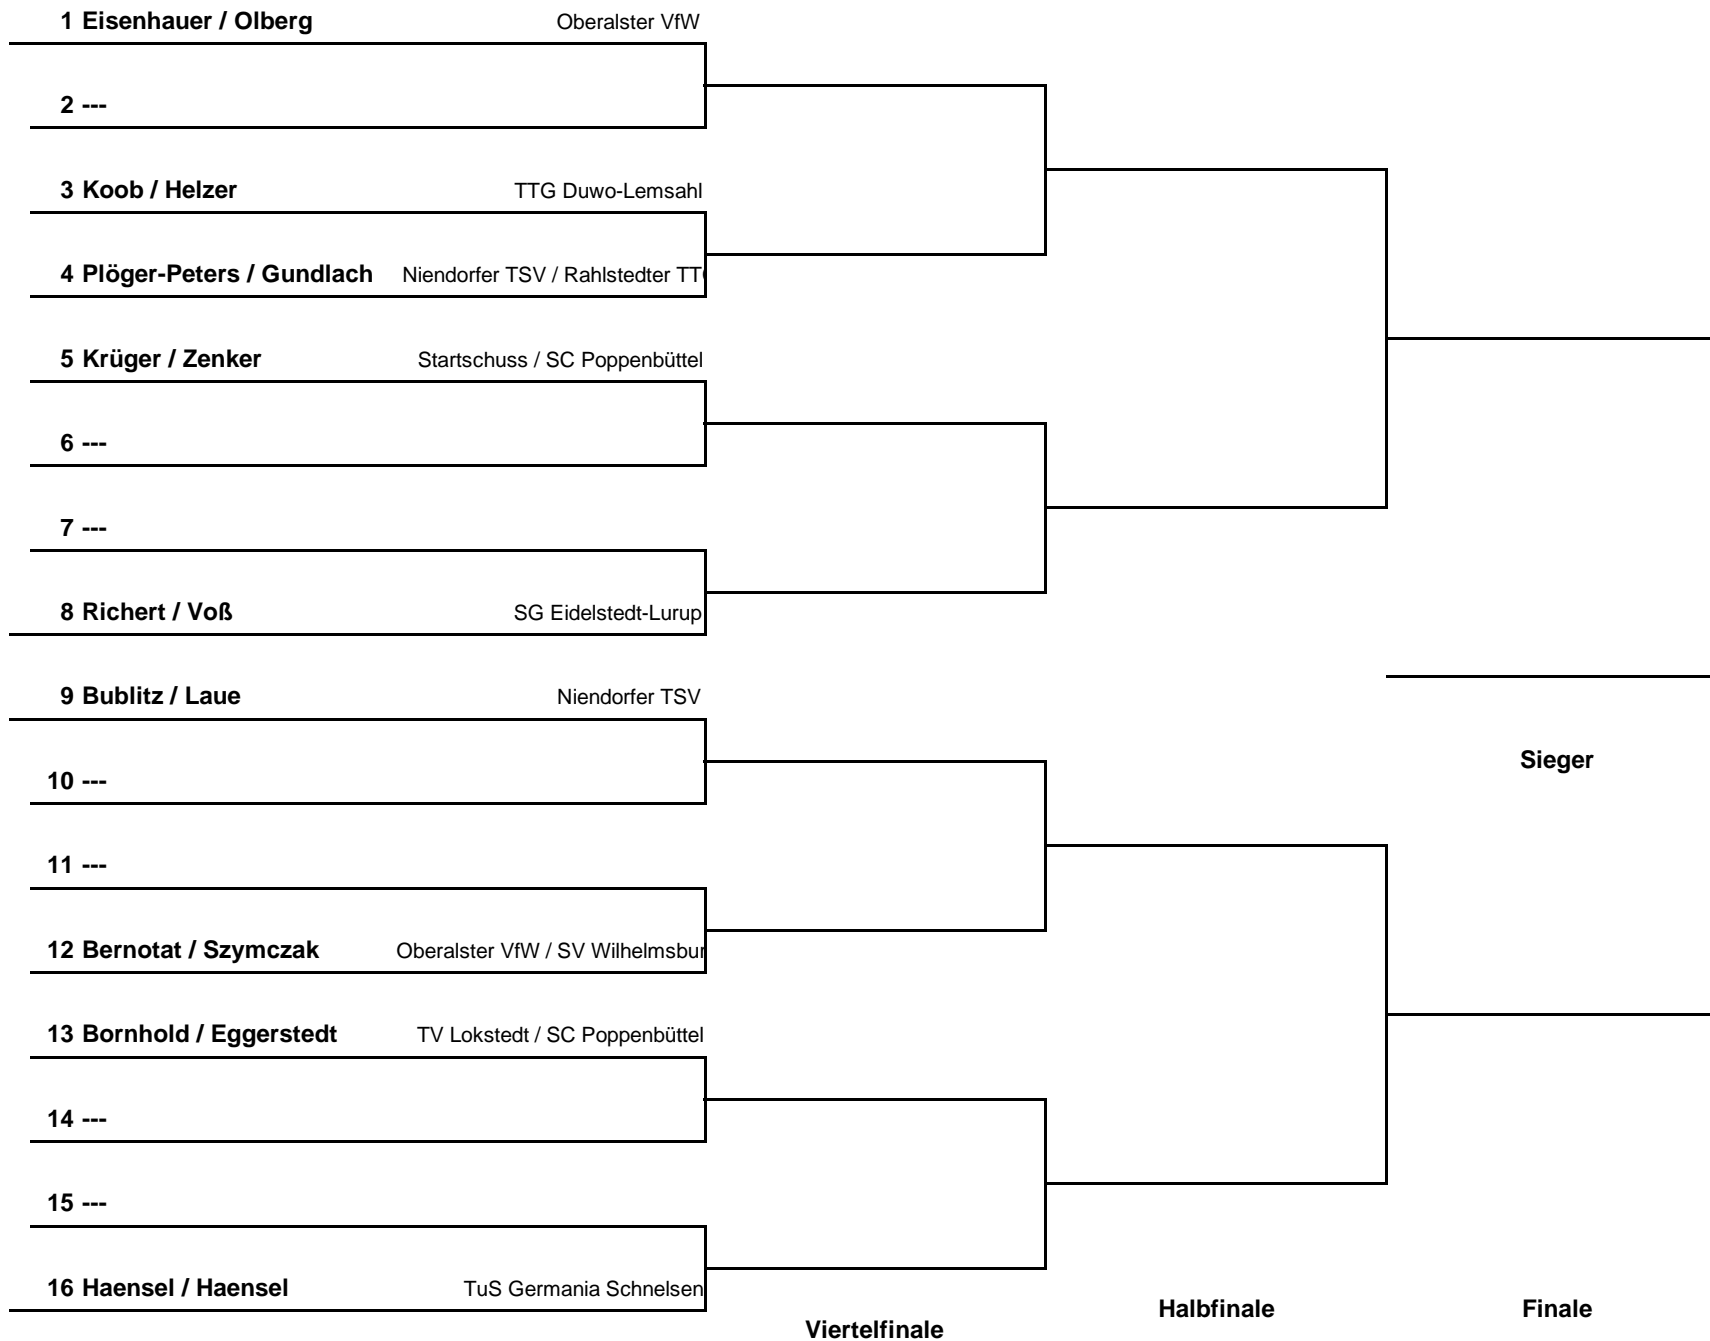 1 Eisenhauer / Olberg Oberalster VfW
2 ---
3 Koob / Helzer TTG Duwo-Lemsahl
4 Plöger-Peters / Gundlach Niendorfer TSV / Rahlstedter TT
5 Krüger / Zenker Startschuss / SC Poppenbüttel
6 ---
7 ---
8 Richert / Voß SG Eidelstedt-Lurup
9 Bublitz / Laue Niendorfer TSV
Sieger
10 ---
11 ---
12 Bernotat / Szymczak Oberalster VfW / SV Wilhelmsbur
13 Bornhold / Eggerstedt TV Lokstedt / SC Poppenbüttel
14 ---
15 ---
16 Haensel / Haensel TuS Germania Schnelsen
Viertelfinale
Halbfinale
Finale